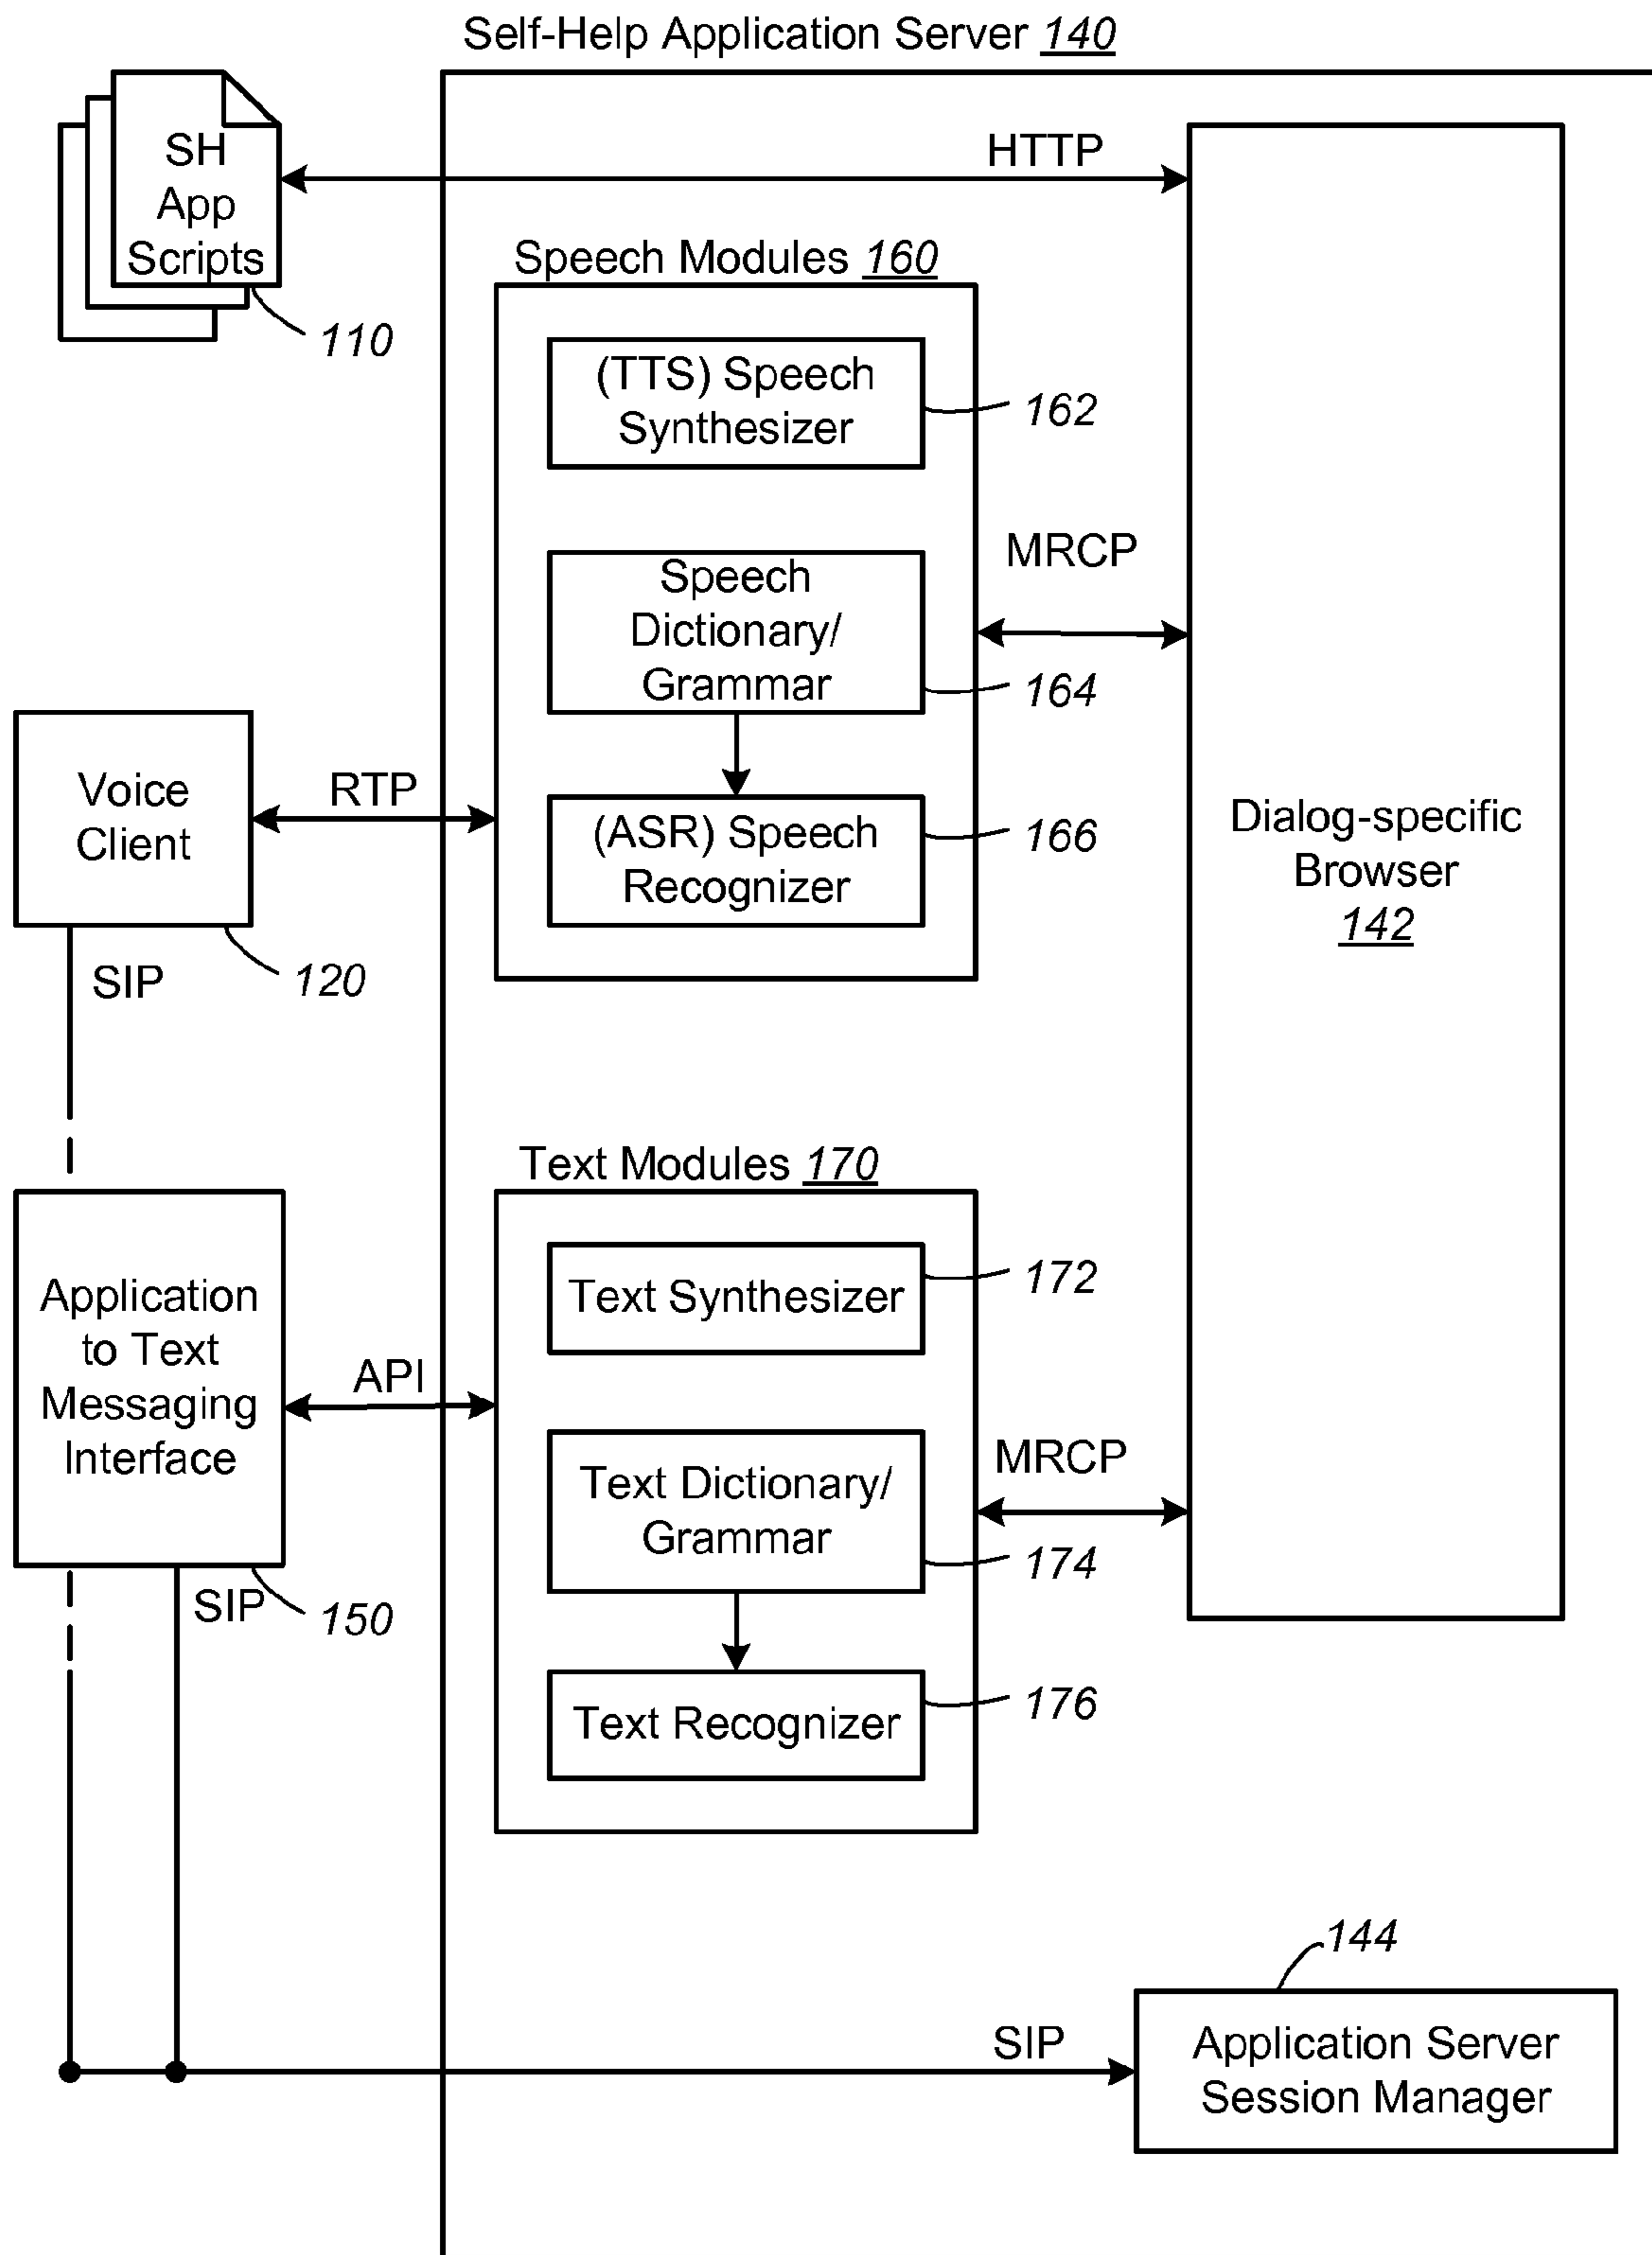 Self-Help Application Server 140
SH
App
Scripts
110
HTTP
Speech Modules 160
(TTS) Speech
Synthesizer
162
Speech
Dictionary/
Grammar
164
MRCP
(ASR) Speech
Recognizer
166
Voice
Client
120
RTP
SIP
Dialog-specific
Browser
142
Text Modules 170
Text Synthesizer
172
Text Dictionary/
Grammar
174
MRCP
Text Recognizer
176
Application
to Text
Messaging
Interface
API
SIP
150
144
SIP
Application Server
Session Manager